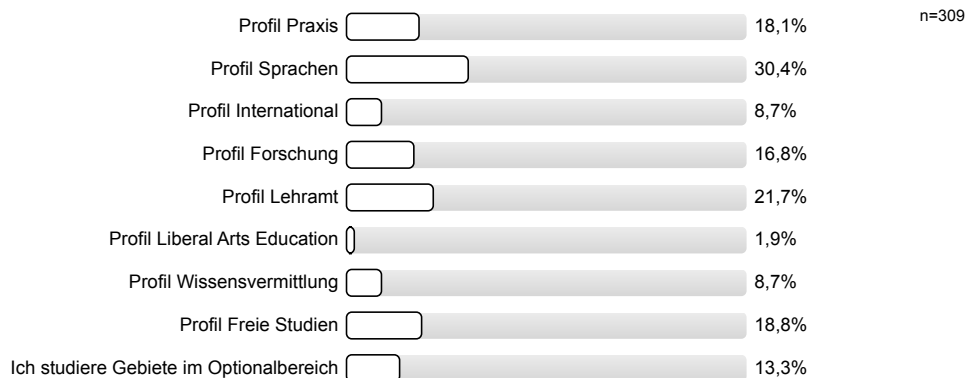 Profil Praxis 18,1% n=309
Profil Sprachen 30,4%
Profil International 8,7%
Profil Forschung 16,8%
Profil Lehramt 21,7%
Profil Liberal Arts Education 1,9%
Profil Wissensvermittlung 8,7%
Profil Freie Studien 18,8%
Ich studiere Gebiete im Optionalbereich 13,3%